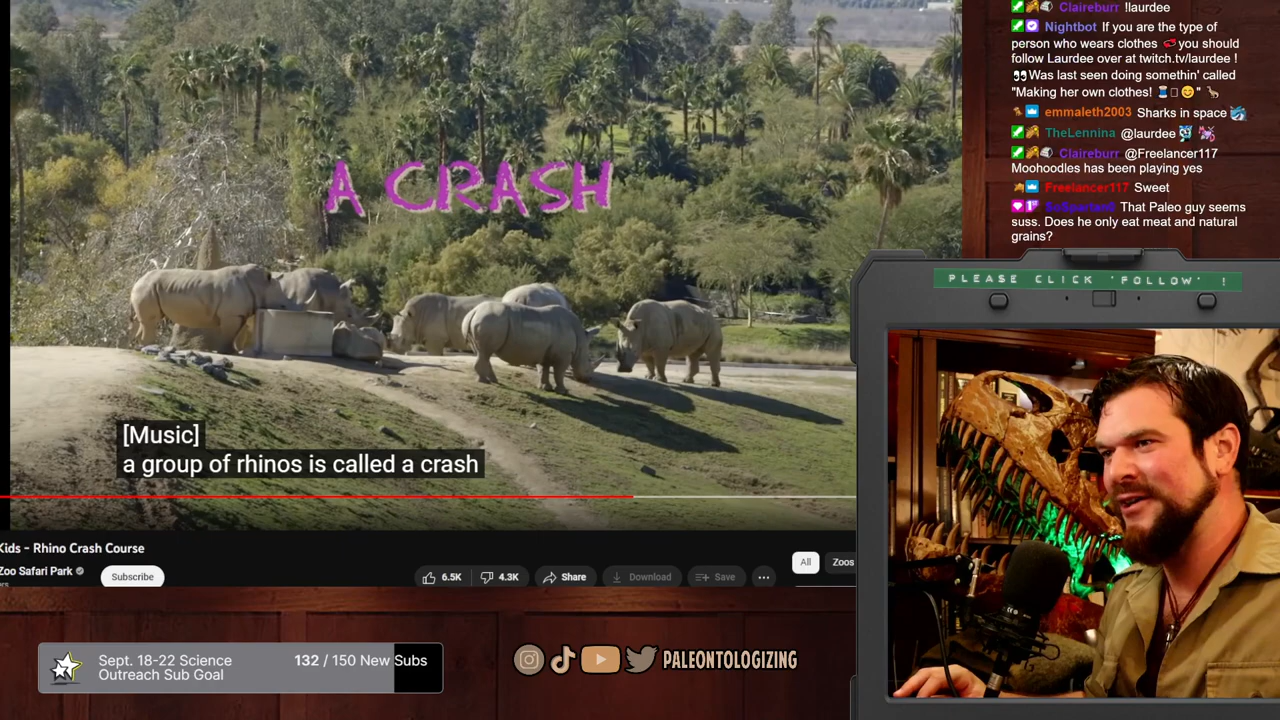 A CRASH
[Music]
a group of rhinos is called a crash
Kids - Rhino Crash Course
Zoo Safari Park
Subscribe
6.5K
4.3K
Share
Download
Save
All
Zoos
Sept. 18-22 Science
Outreach Sub Goal
132 / 150 New Subs
PALEONTOLOGIZING
Claireburr !laurdee
Nightbot If you are the type of
person who wears clothes you should
follow Laurdee over at twitch.tv/laurdee !
Was last seen doing somethin' called
"Making her own clothes! "
emmaleth2003 Sharks in space
TheLennina @laurdee
Claireburr @Freelancer117
Moohoodles has been playing yes
Freelancer117 Sweet
That Paleo guy seems
suss. Does he only eat meat and natural
grains?
PLEASE CLICK 'FOLLOW' !